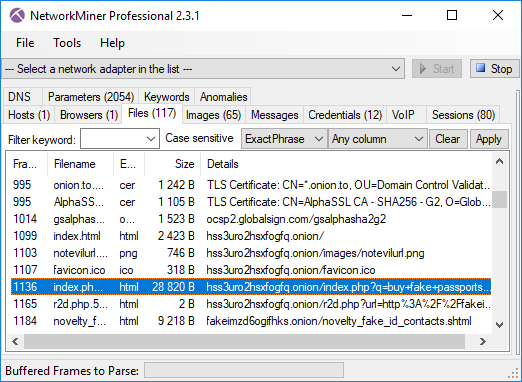 NetworkMiner Professional 2.3.1
File Tools Help
--- Select a network adapter in the list --- Start Stop
DNS Parameters (2054) Keywords Anomalies
Hosts (1) Browsers (1) Files (117) Images (65) Messages Credentials (12) VoIP Sessions (80)
Filter keyword: Case sensitive ExactPhrase Any column Clear Apply
Fra... Filename E... Size Details
995 onion.to.... cer 1 242 B TLS Certificate: CN=*.onion.to, OU=Domain Control Validat...
995 AlphaSSL... cer 1 105 B TLS Certificate: CN=AlphaSSL CA - SHA256 - G2, O=Glob...
1014 gsalphas... o... 1 523 B ocsp2.globalsign.com/gsalphasha2g2
1099 index.html html 2 423 B hss3uro2hsxfogfq.onion/
1103 notevilurl.... png 746 B hss3uro2hsxfogfq.onion/images/notevilurl.png
1107 favicon.ico ico 318 B hss3uro2hsxfogfq.onion/favicon.ico
1136 index.ph... html 28 820 B hss3uro2hsxfogfq.onion/index.php?q=buy+fake+passports...
1165 r2d.php.5... html 2 B hss3uro2hsxfogfq.onion/r2d.php?url=http%3A%2F%2Ffakei...
1184 novelty_f... html 9 218 B fakeimzd6ogifhks.onion/novelty_fake_id_contacts.shtml
Buffered Frames to Parse: